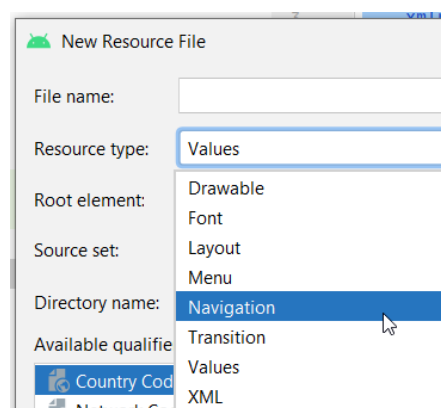 New Resource File
File name:
Resource type:
Values
Root element:
Drawable
Font
Source set:
Layout
Menu
Directory name:
Navigation
Transition
Available qualifie
Values
Country Cod
XML